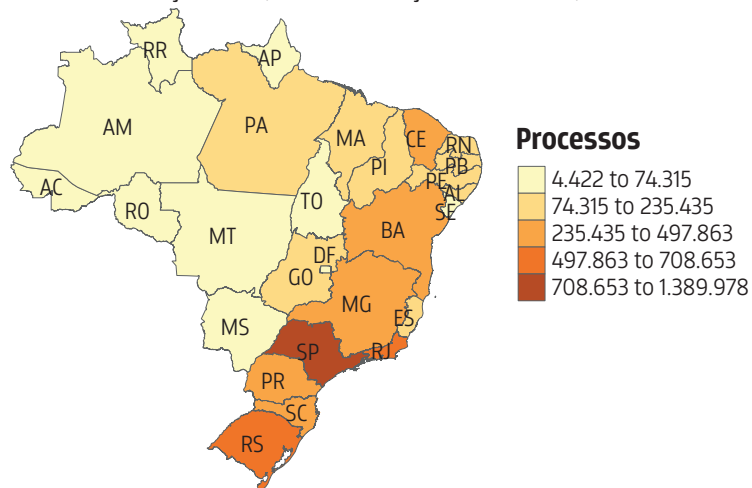 RR
AP
AM
PA
MA
CE
RN
PB
PI
PE
AL
AC
TO
SE
RO
BA
MT
DF
GO
MG
MS
ES
SP
RJ
PR
SC
RS
Processos
4.422 to 74.315
74.315 to 235.435
235.435 to 497.863
497.863 to 708.653
708.653 to 1.389.978